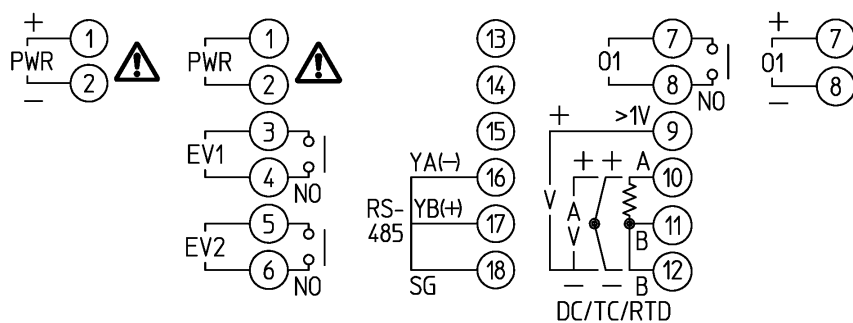 +
1
PWR
2
−
1
PWR
2
3
EV1
4
NO
5
EV2
6
NO
13
14
15
YA(−)
16
RS-
485
YB(+)
17
18
SG
7
O1
8
NO
+
7
O1
8
−
+
>1V
9
+
+
A
10
V
A
V
11
B
12
−
−
B
DC/TC/RTD